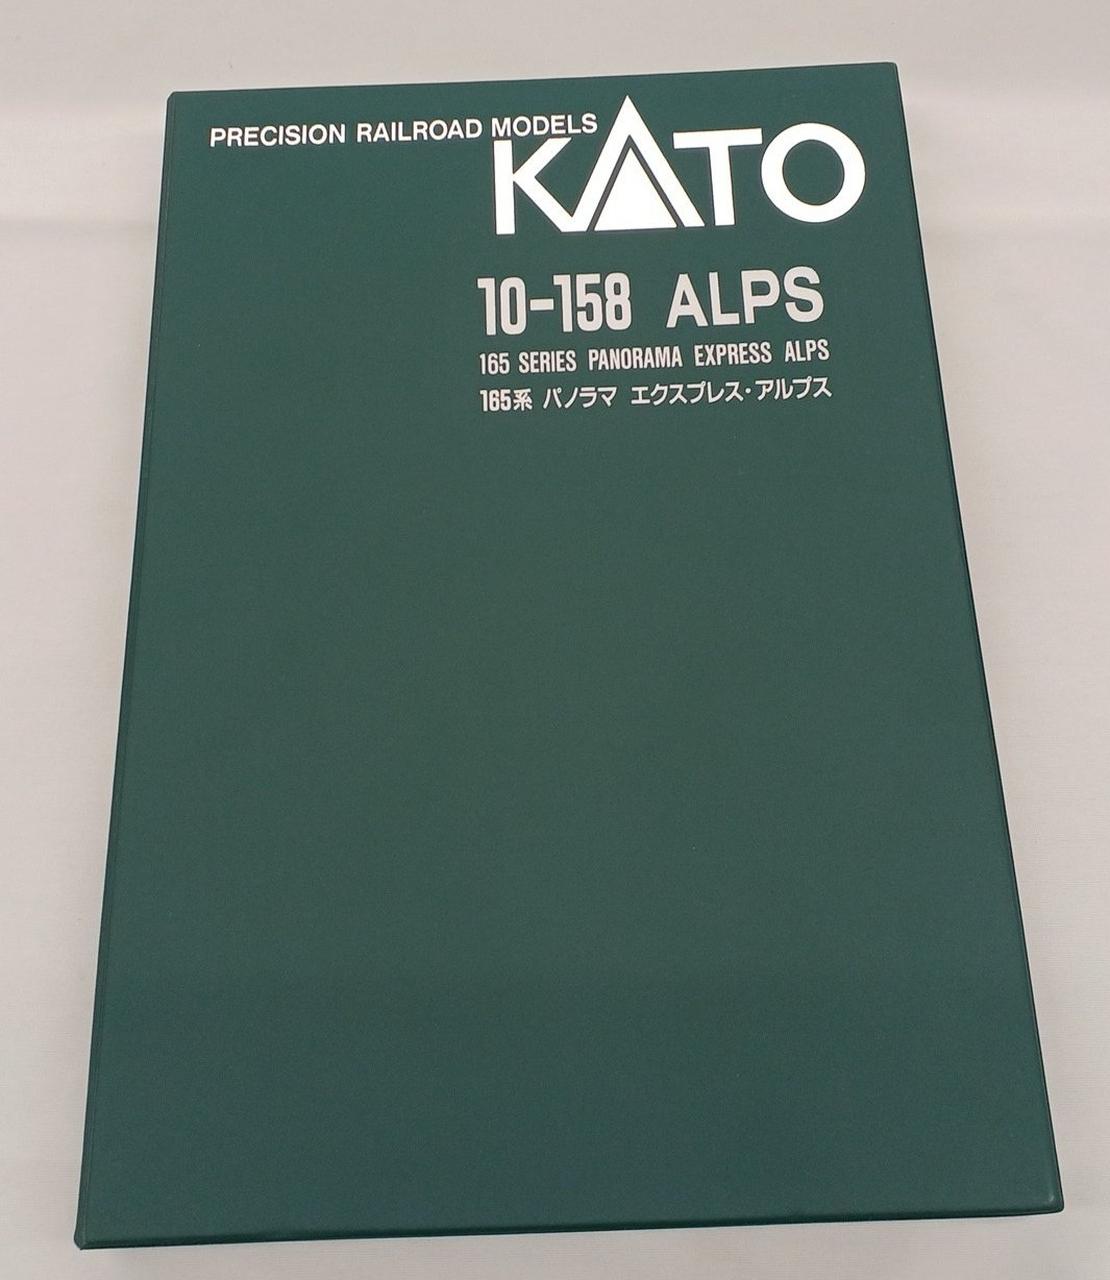 PRECISION RAILROAD MODELS
KATO
10-158 ALPS
165 SERIES PANORAMA EXPRESS ALPS
165系 パノラマ エクスプレス・アルプス